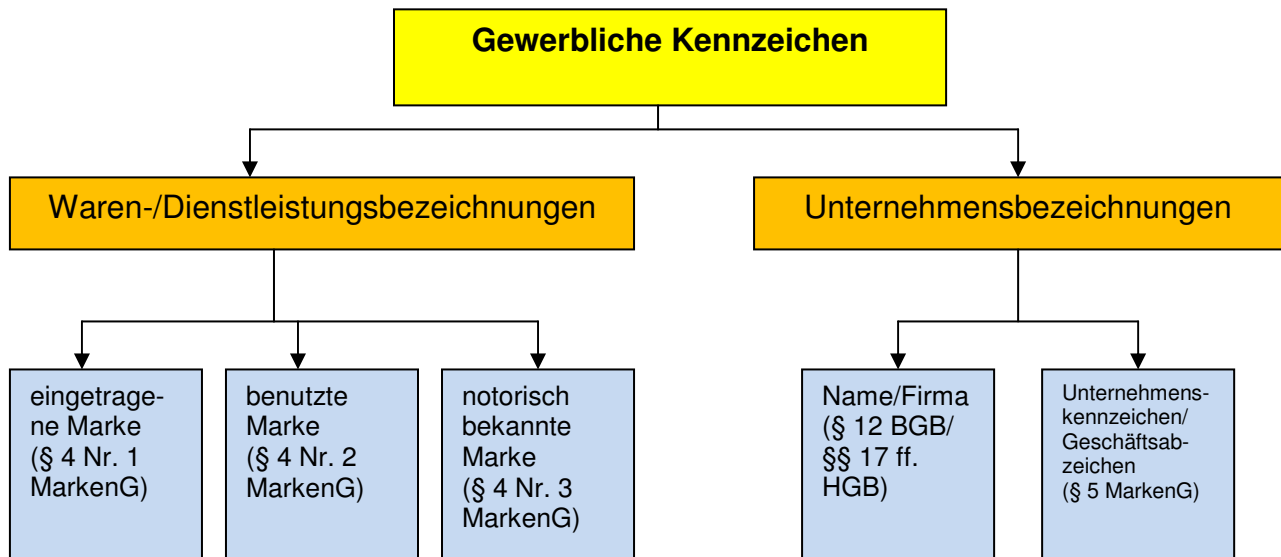 Gewerbliche Kennzeichen
Waren-/Dienstleistungsbezeichnungen
Unternehmensbezeichnungen
eingetrage-
ne Marke
(§ 4 Nr. 1
MarkenG)
benutzte
Marke
(§ 4 Nr. 2
MarkenG)
notorisch
bekannte
Marke
(§ 4 Nr. 3
MarkenG)
Name/Firma
(§ 12 BGB/
§§ 17 ff.
HGB)
Unternehmens-
kennzeichen/
Geschäftsab-
zeichen
(§ 5 MarkenG)